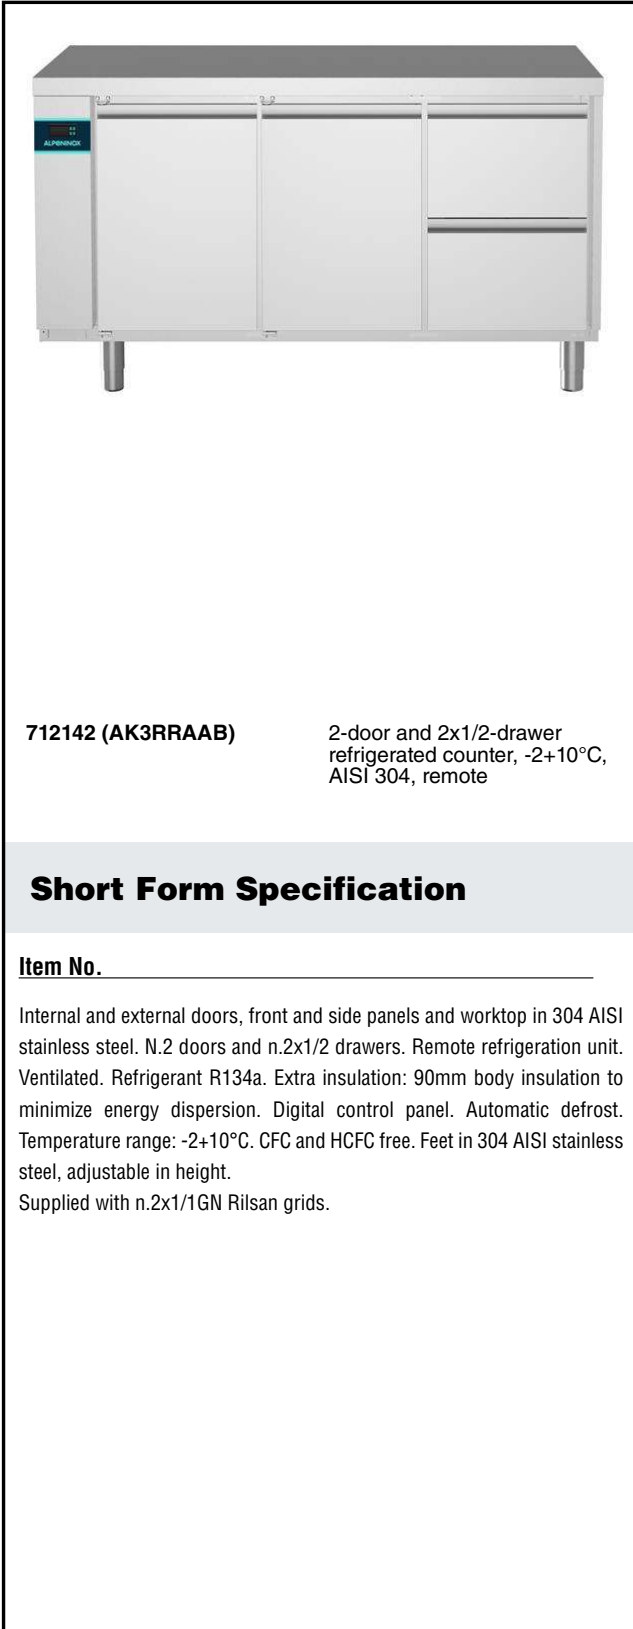 ALPENINOX
712142 (AK3RRAAB)
2-door and 2x1/2-drawer
refrigerated counter, -2+10°C,
AISI 304, remote
Short Form Specification
Item No.
Internal and external doors, front and side panels and worktop in 304 AISI
stainless steel. N.2 doors and n.2x1/2 drawers. Remote refrigeration unit.
Ventilated. Refrigerant R134a. Extra insulation: 90mm body insulation to
minimize energy dispersion. Digital control panel. Automatic defrost.
Temperature range: -2+10°C. CFC and HCFC free. Feet in 304 AISI stainless
steel, adjustable in height.
Supplied with n.2x1/1GN Rilsan grids.